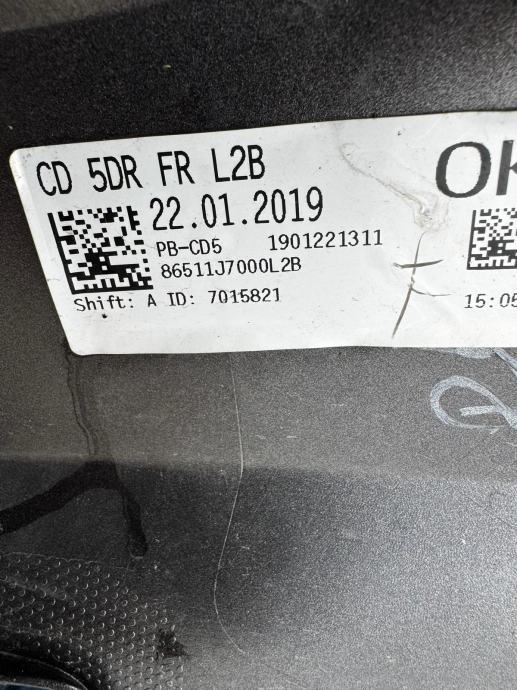 CD 5DR FR L2B
OK
22.01.2019
PB-CD5 1901221311
86511J7000L2B
Shift: A ID: 7015821
15:05